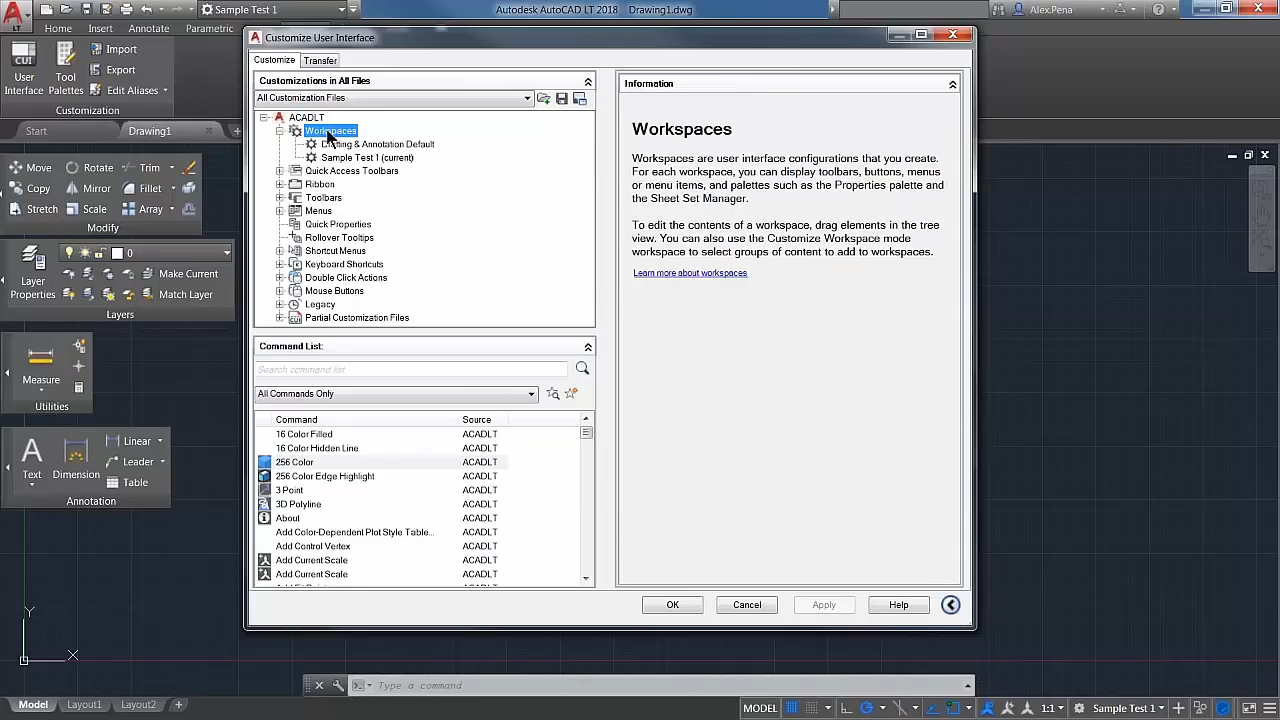 Sample Test 1
Autodesk AutoCAD LT 2018 Drawing1.dwg
Alex.Pena
LT
Home Insert Annotate Parametric
CUI
User Interface
Tool Palettes
Import
Export
Edit Aliases
Customization
Start Drawing1
Move Rotate Trim
Copy Mirror Fillet
Stretch Scale Array
Modify
0
Layer Properties
Make Current
Match Layer
Layers
Measure
Utilities
Text
Dimension
Linear
Leader
Table
Annotation
Customize User Interface
Customize Transfer
Customizations in All Files
All Customization Files
ACADLT
Workspaces
Drafting & Annotation Default
Sample Test 1 (current)
Quick Access Toolbars
Ribbon
Toolbars
Menus
Quick Properties
Rollover Tooltips
Shortcut Menus
Keyboard Shortcuts
Double Click Actions
Mouse Buttons
Legacy
Partial Customization Files
Command List:
Search command list
All Commands Only
Command Source
16 Color Filled ACADLT
16 Color Hidden Line ACADLT
256 Color ACADLT
256 Color Edge Highlight ACADLT
3 Point ACADLT
3D Polyline ACADLT
About ACADLT
Add Color-Dependent Plot Style Table... ACADLT
Add Control Vertex ACADLT
Add Current Scale ACADLT
Add Current Scale ACADLT
Information
Workspaces
Workspaces are user interface configurations that you create.
For each workspace, you can display toolbars, buttons, menus
or menu items, and palettes such as the Properties palette and
the Sheet Set Manager.
To edit the contents of a workspace, drag elements in the tree
view. You can also use the Customize Workspace mode
workspace to select groups of content to add to workspaces.
Learn more about workspaces
OK Cancel Apply Help
Y
X
Type a command
Model Layout1 Layout2 +
MODEL 1:1 Sample Test 1